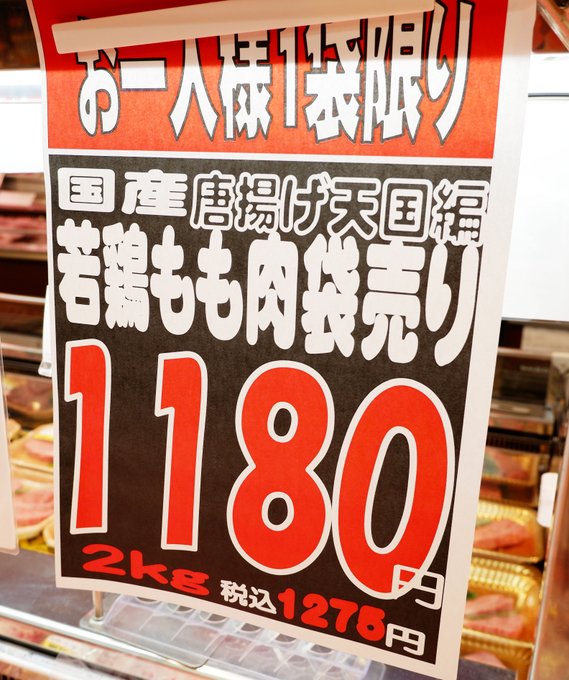 お一人様1袋限り
国産 唐揚げ天国編
若鶏もも肉袋売り
1180円
2kg 税込1275円